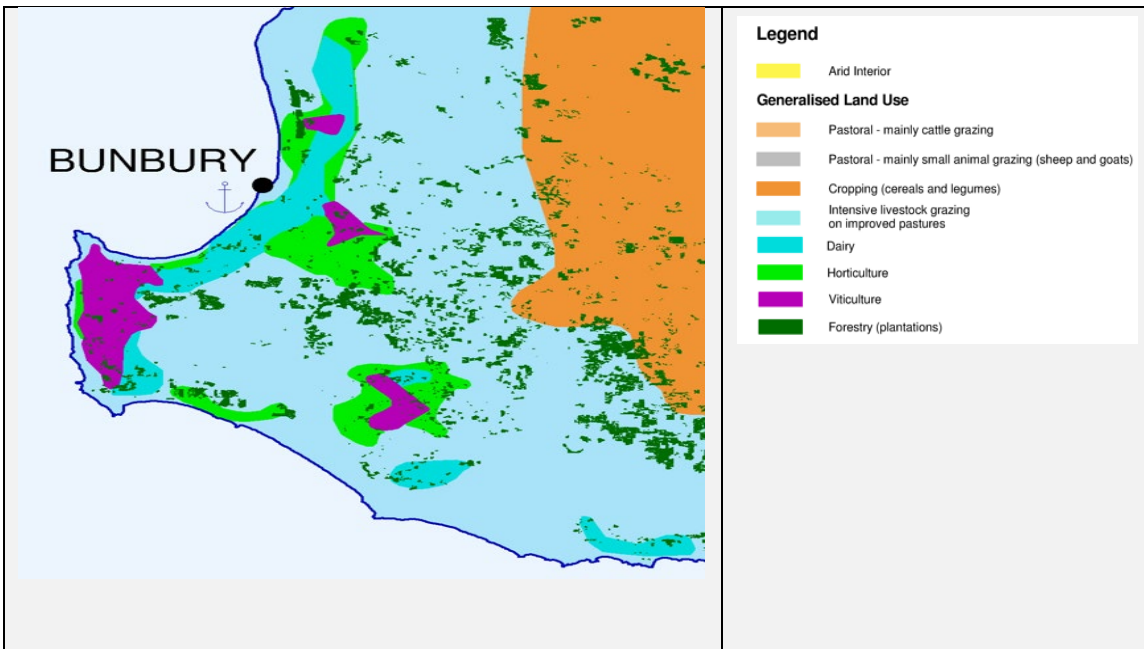 BUNBURY
Legend
Arid Interior
Generalised Land Use
Pastoral - mainly cattle grazing
Pastoral - mainly small animal grazing (sheep and goats)
Cropping (cereals and legumes)
Intensive livestock grazing
on improved pastures
Dairy
Horticulture
Viticulture
Forestry (plantations)